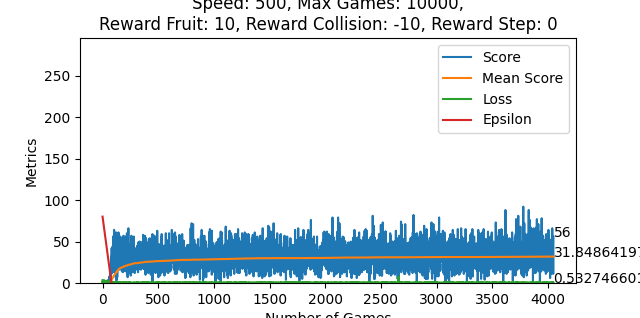 Speed: 500, Max Games: 10000,
Reward Fruit: 10, Reward Collision: -10, Reward Step: 0
Score
Mean Score
Loss
Epsilon
Metrics
250
200
150
100
50
0
56
31.84864197
0.532746601
0
500
1000
1500
2000
2500
3000
3500
4000
Number of Games